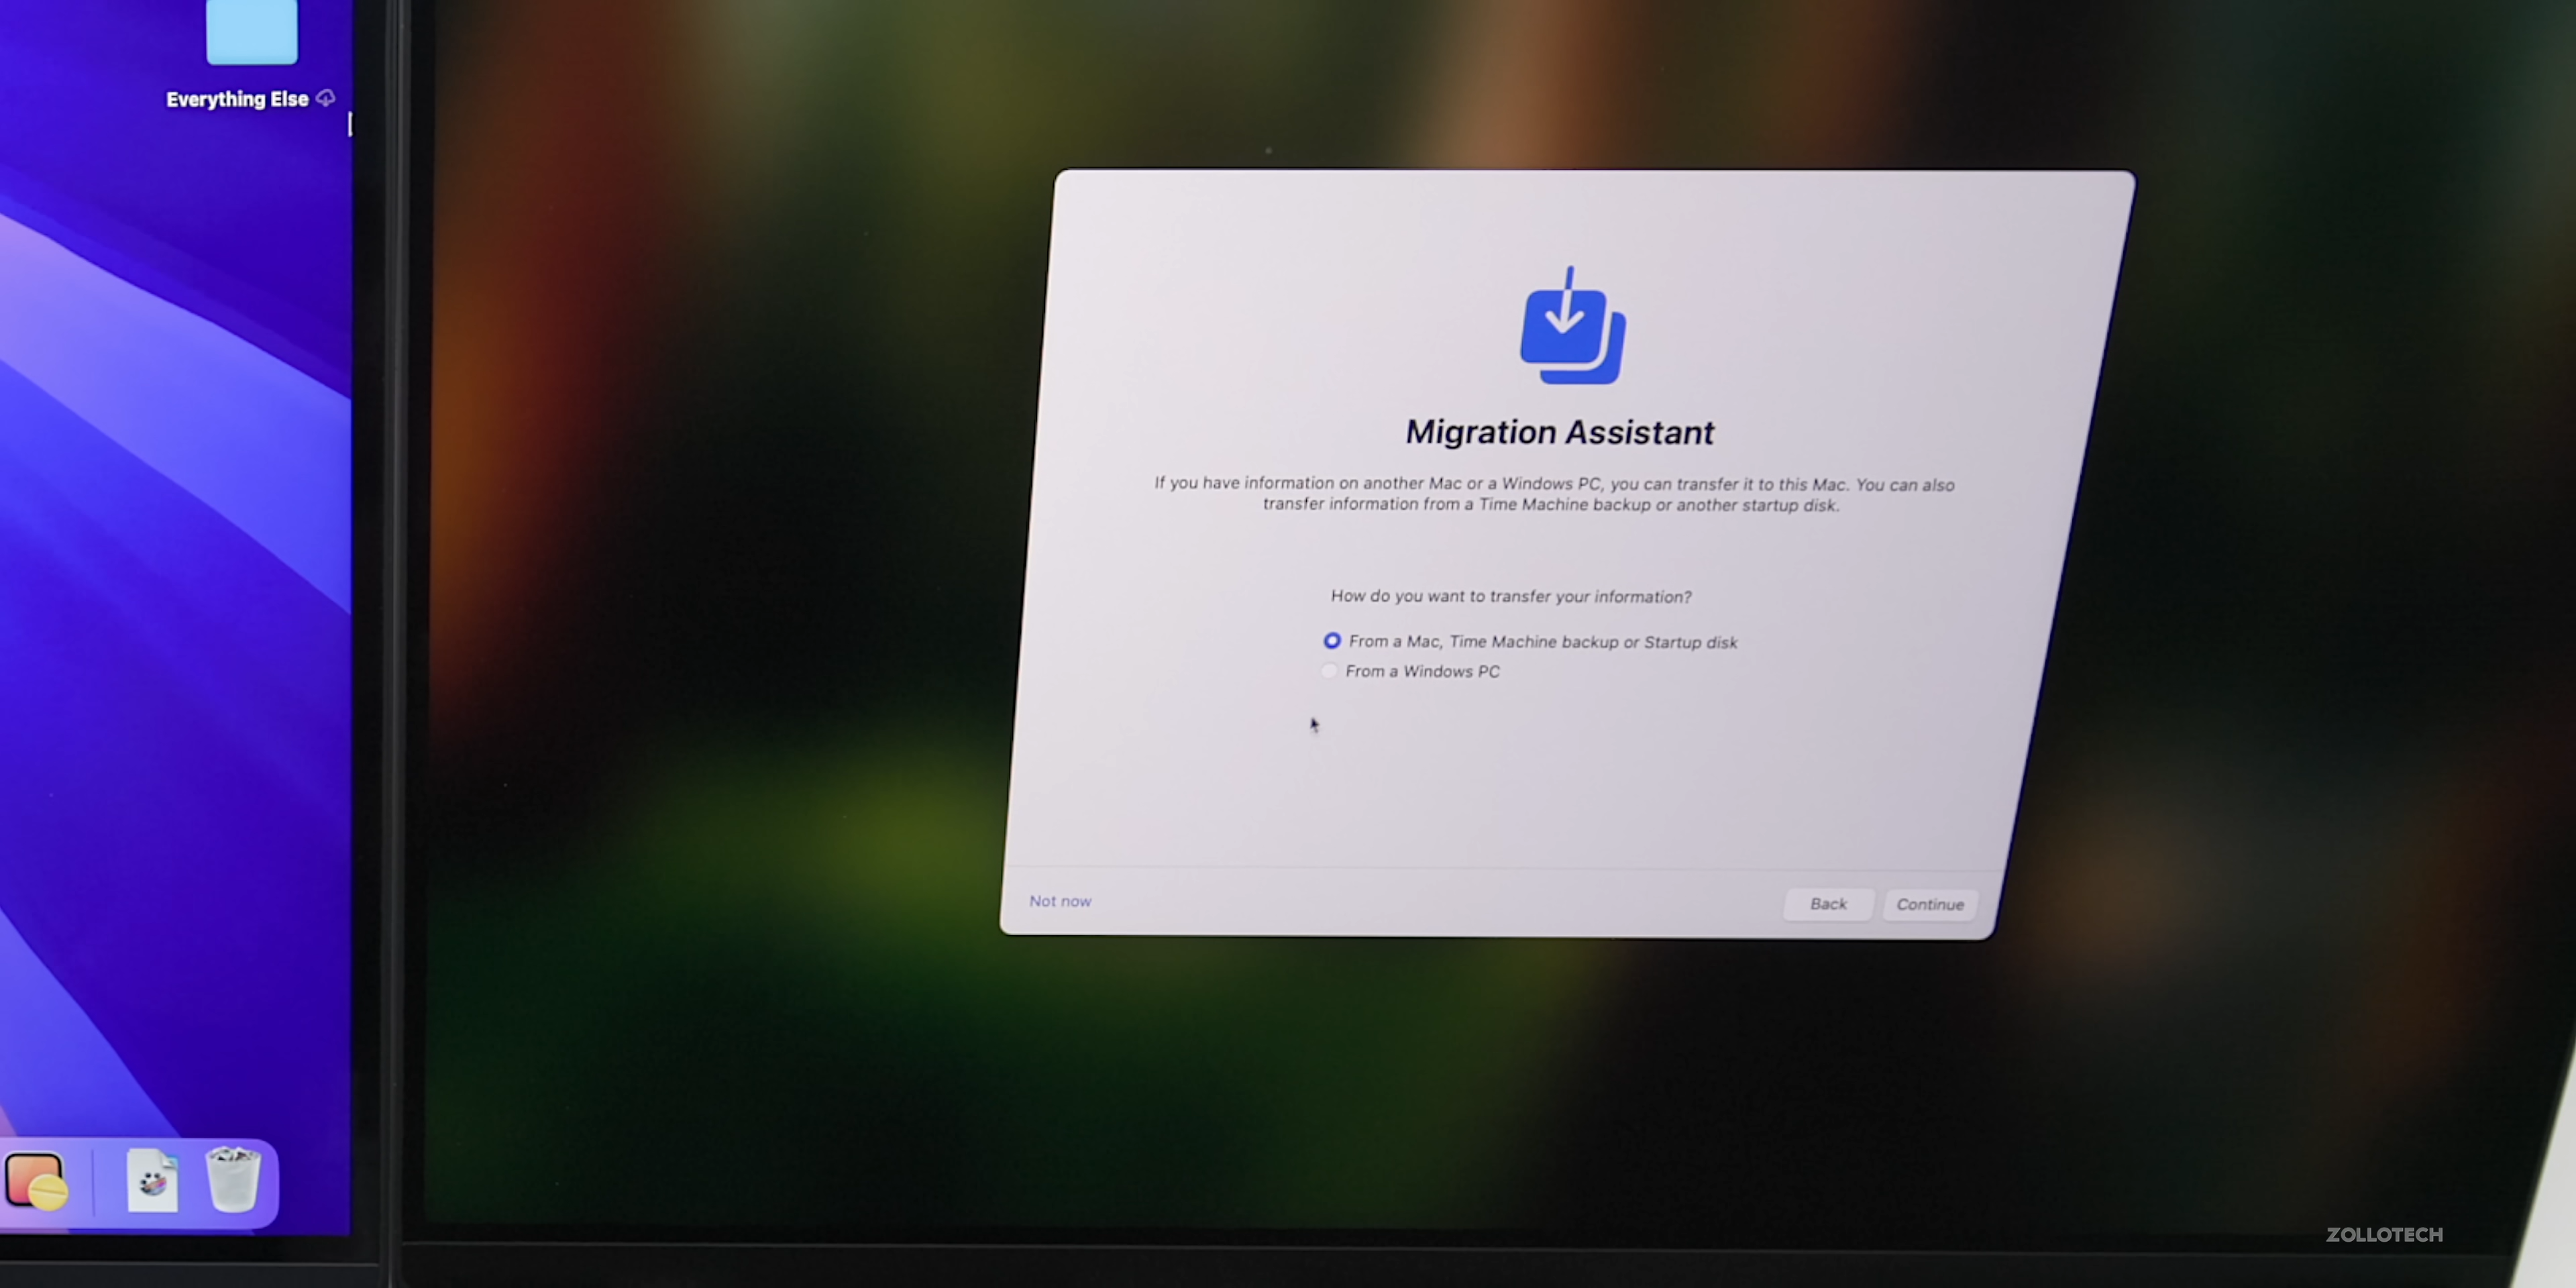 Everything Else
Migration Assistant
If you have information on another Mac or a Windows PC, you can transfer it to this Mac. You can also
transfer information from a Time Machine backup or another startup disk.
How do you want to transfer your information?
From a Mac, Time Machine backup or Startup disk
From a Windows PC
Not now
Back
Continue
ZOLLOTECH